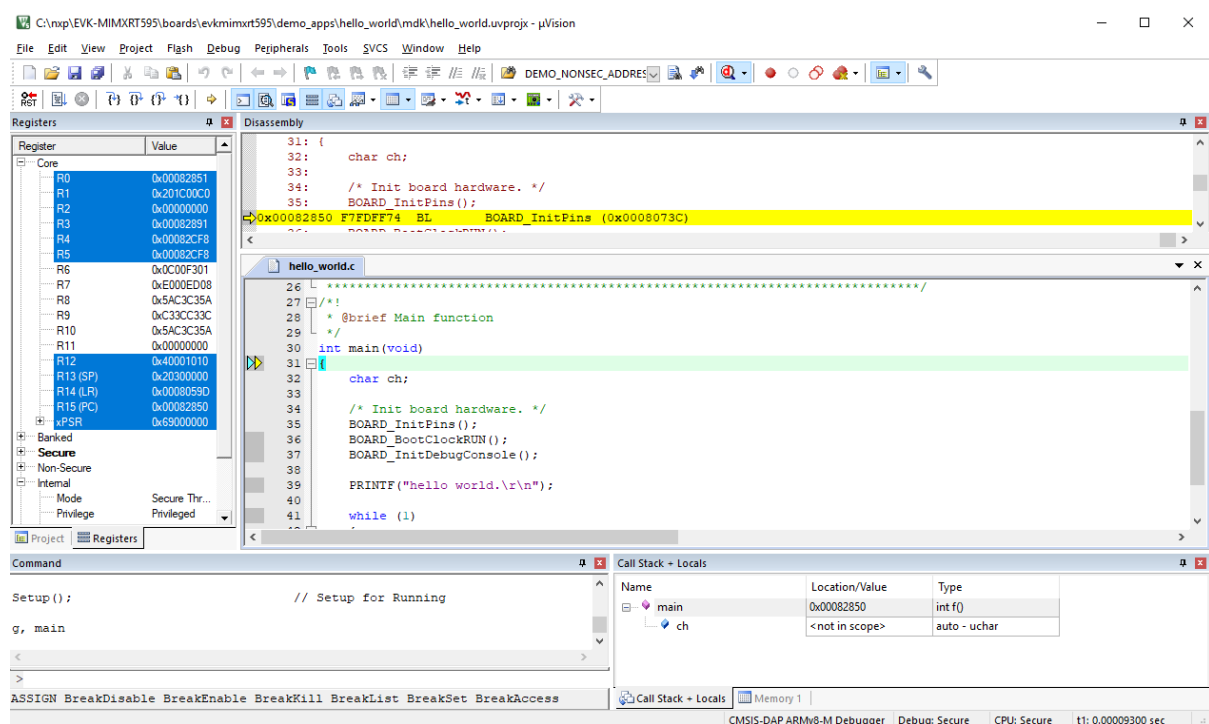 C:\nxp\EVK-MIMXRT595\boards\evkmimxrt595\demo_apps\hello_world\mdk\hello_world.uvprojx - µVision
File Edit View Project Flash Debug Peripherals Tools SVCS Window Help
DEMO_NONSEC_ADDRES
RST
Registers
Register Value
Core
R0 0x00082851
R1 0x201C00C0
R2 0x00000000
R3 0x00082891
R4 0x00082CF8
R5 0x00082CF8
R6 0x0C00F301
R7 0xE000ED08
R8 0x5AC3C35A
R9 0xC33CC33C
R10 0x5AC3C35A
R11 0x00000000
R12 0x40001010
R13 (SP) 0x20300000
R14 (LR) 0x0008059D
R15 (PC) 0x00082850
xPSR 0x69000000
Banked
Secure
Non-Secure
Internal
Mode Secure Thr...
Privilege Privileged
Project Registers
Disassembly
31: {
32: char ch;
33:
34: /* Init board hardware. */
35: BOARD_InitPins();
0x00082850 F7FDFF74 BL BOARD_InitPins (0x0008073C)
36: BOARD_BootClockRUN();
hello_world.c
26 ******************************************************************************/
27 /*!
28 * @brief Main function
29 */
30 int main(void)
31 {
32 char ch;
33
34 /* Init board hardware. */
35 BOARD_InitPins();
36 BOARD_BootClockRUN();
37 BOARD_InitDebugConsole();
38
39 PRINTF("hello world.\r\n");
40
41 while (1)
Command
Setup(); // Setup for Running
g, main
>
ASSIGN BreakDisable BreakEnable BreakKill BreakList BreakSet BreakAccess
Call Stack + Locals
Name Location/Value Type
main 0x00082850 int f()
ch <not in scope> auto - uchar
Call Stack + Locals Memory 1
CMSIS-DAP ARMv8-M Debugger Debug: Secure CPU: Secure t1: 0.00009300 sec